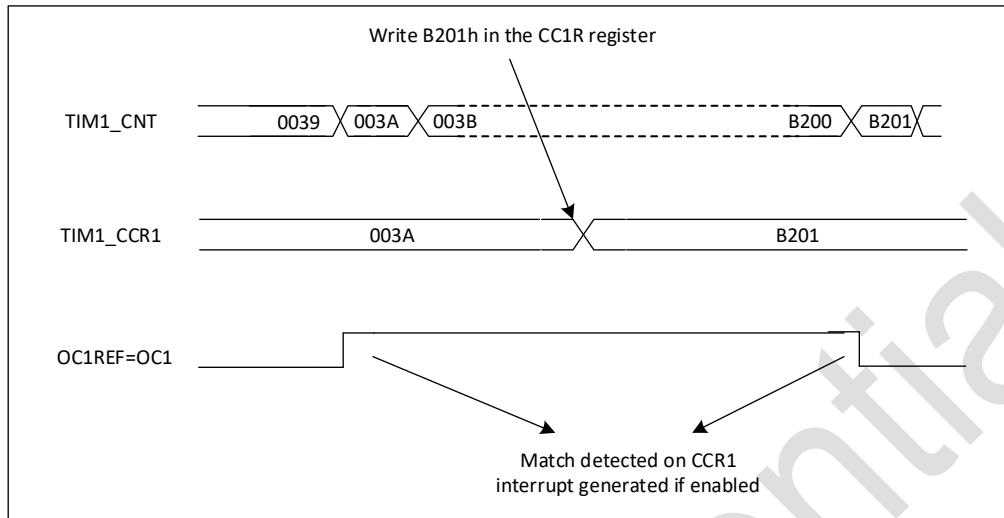 Write B201h in the CC1R register
TIM1_CNT 0039 003A 003B B200 B201
TIM1_CCR1 003A B201
OC1REF=OC1
Match detected on CCR1
interrupt generated if enabled
ential